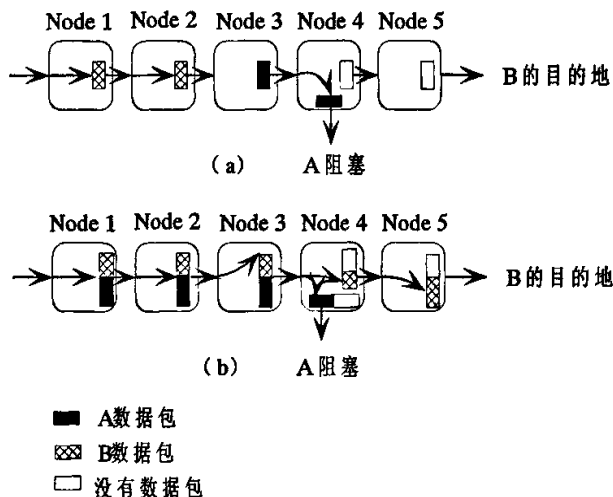 Node 1 Node 2 Node 3 Node 4 Node 5
B的目的地
(a) A阻塞
Node 1 Node 2 Node 3 Node 4 Node 5
B的目的地
(b) A阻塞
A数据包
B数据包
没有数据包